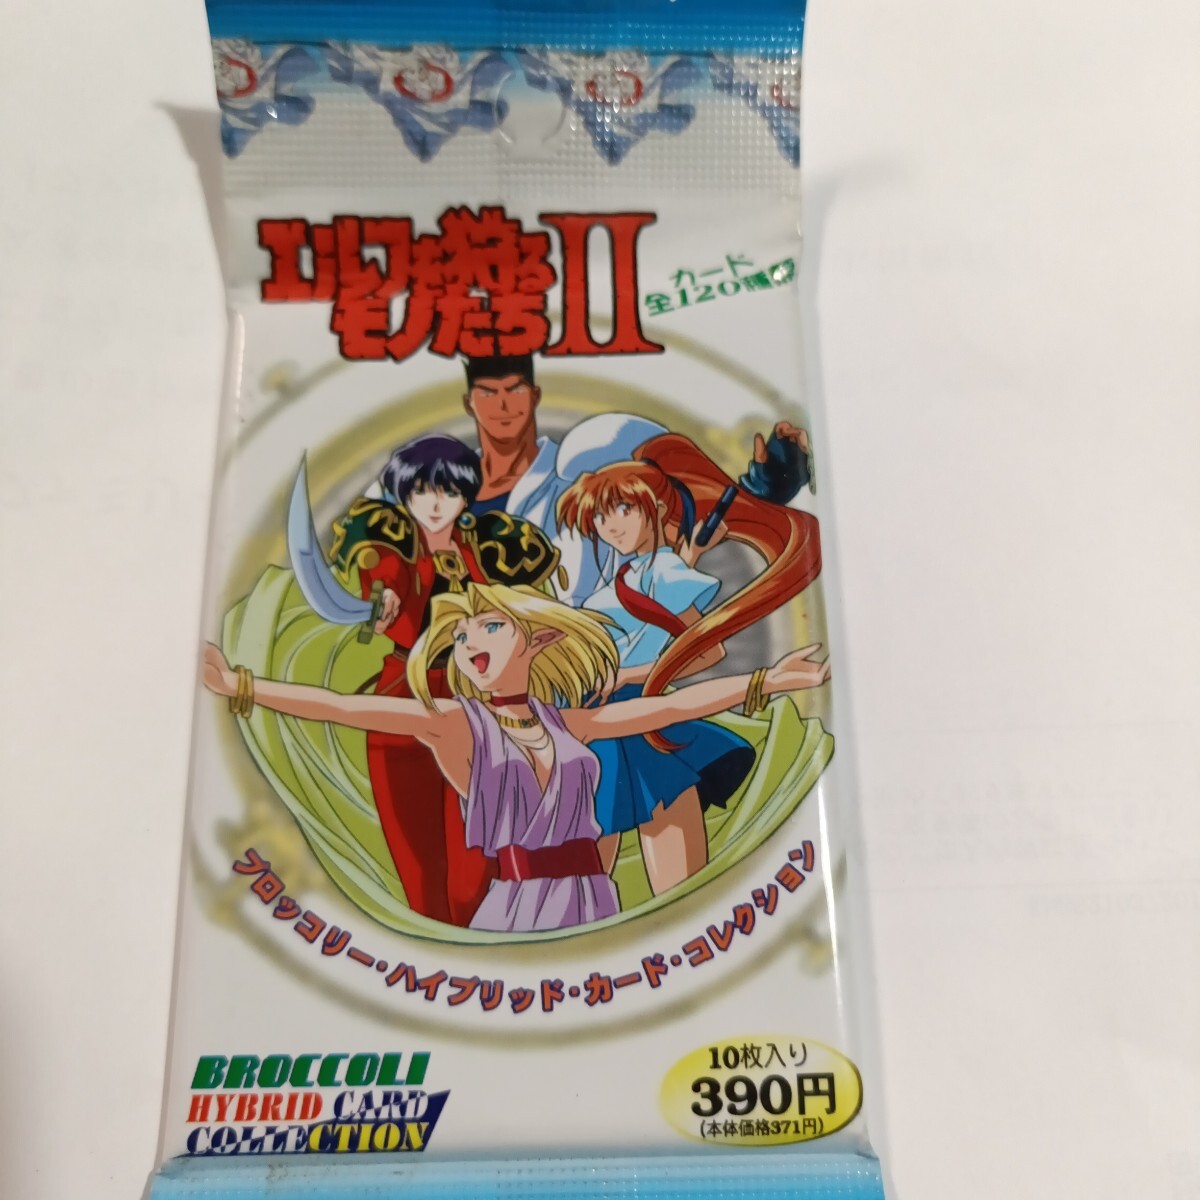 エルフを狩る
モノたちII
カード
全120種
ブロッコリー・ハイブリッド・カード・コレクション
BROCCOLI
HYBRID CARD
COLLECTION
10枚入り
390円
(本体価格371円)